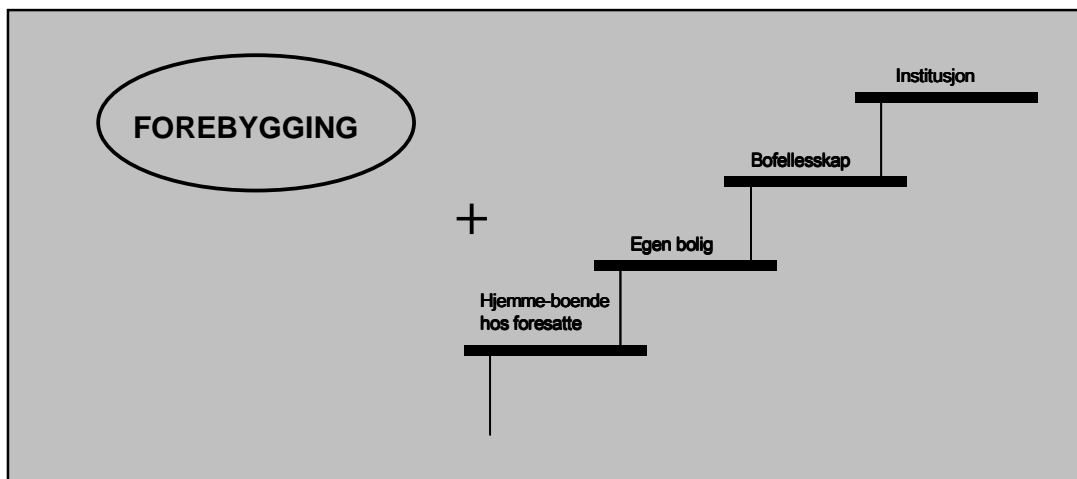 FOREBYGGING
+
Institusjon
Bofellesskap
Egen bolig
Hjemme-boende
hos foresatte